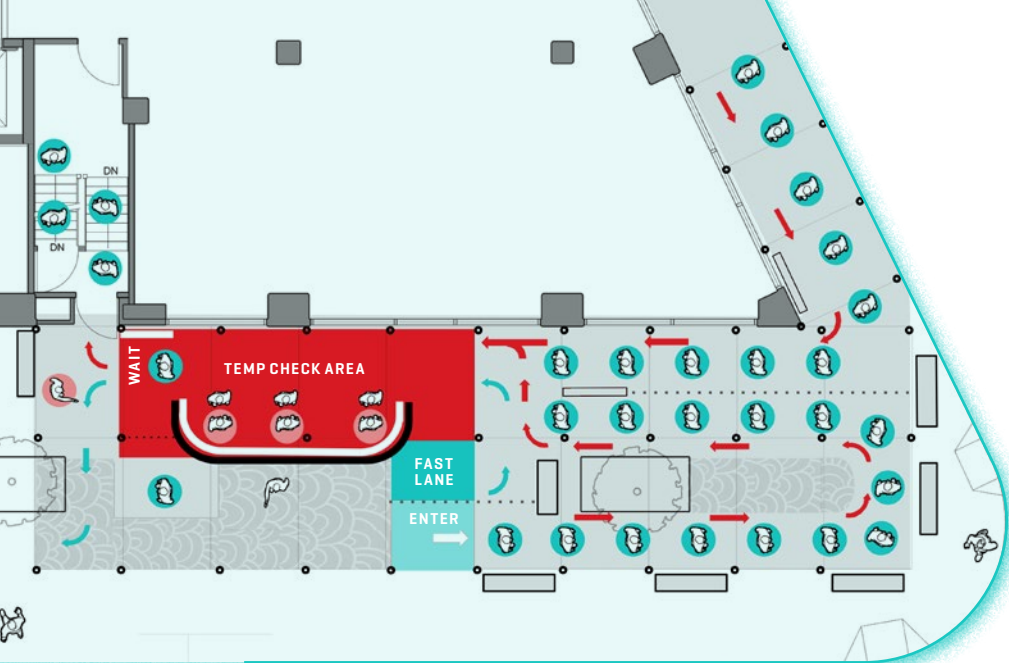 DN
DN
WAIT
TEMP CHECK AREA
FAST
LANE
ENTER